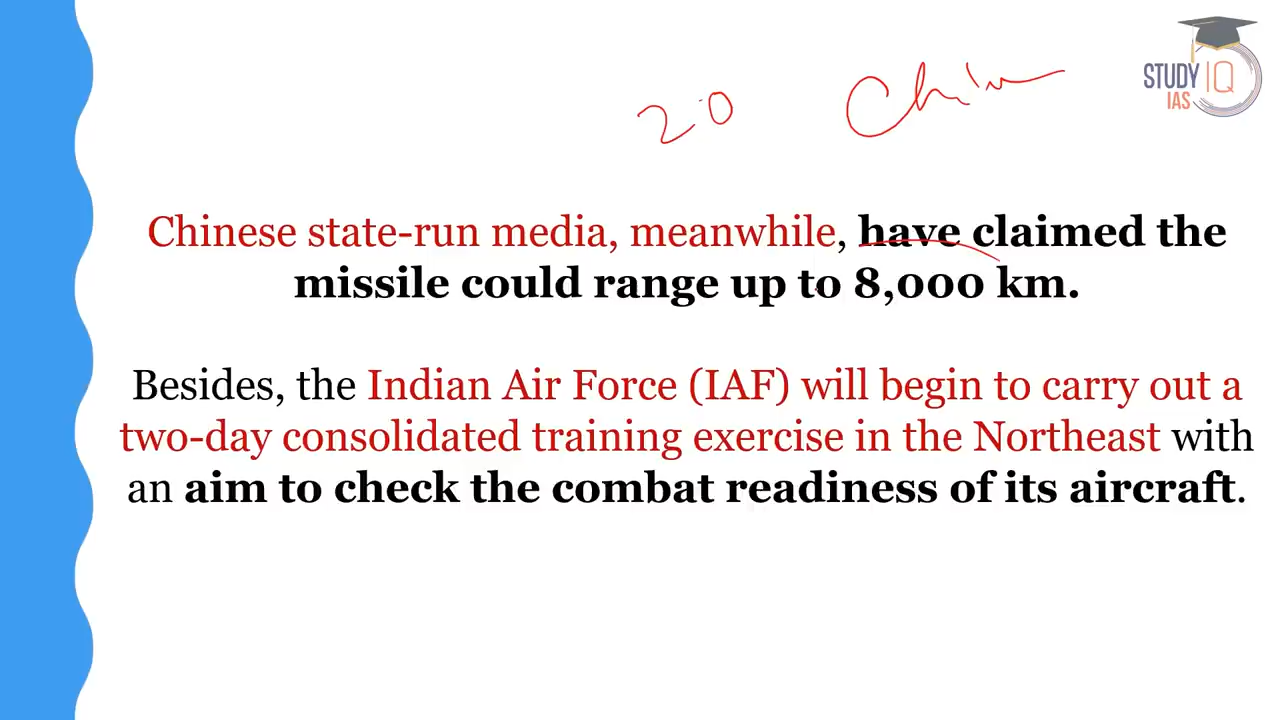 STUDY IQ
IAS
20 China
Chinese state-run media, meanwhile, have claimed the
missile could range up to 8,000 km.
Besides, the Indian Air Force (IAF) will begin to carry out a
two-day consolidated training exercise in the Northeast with
an aim to check the combat readiness of its aircraft.